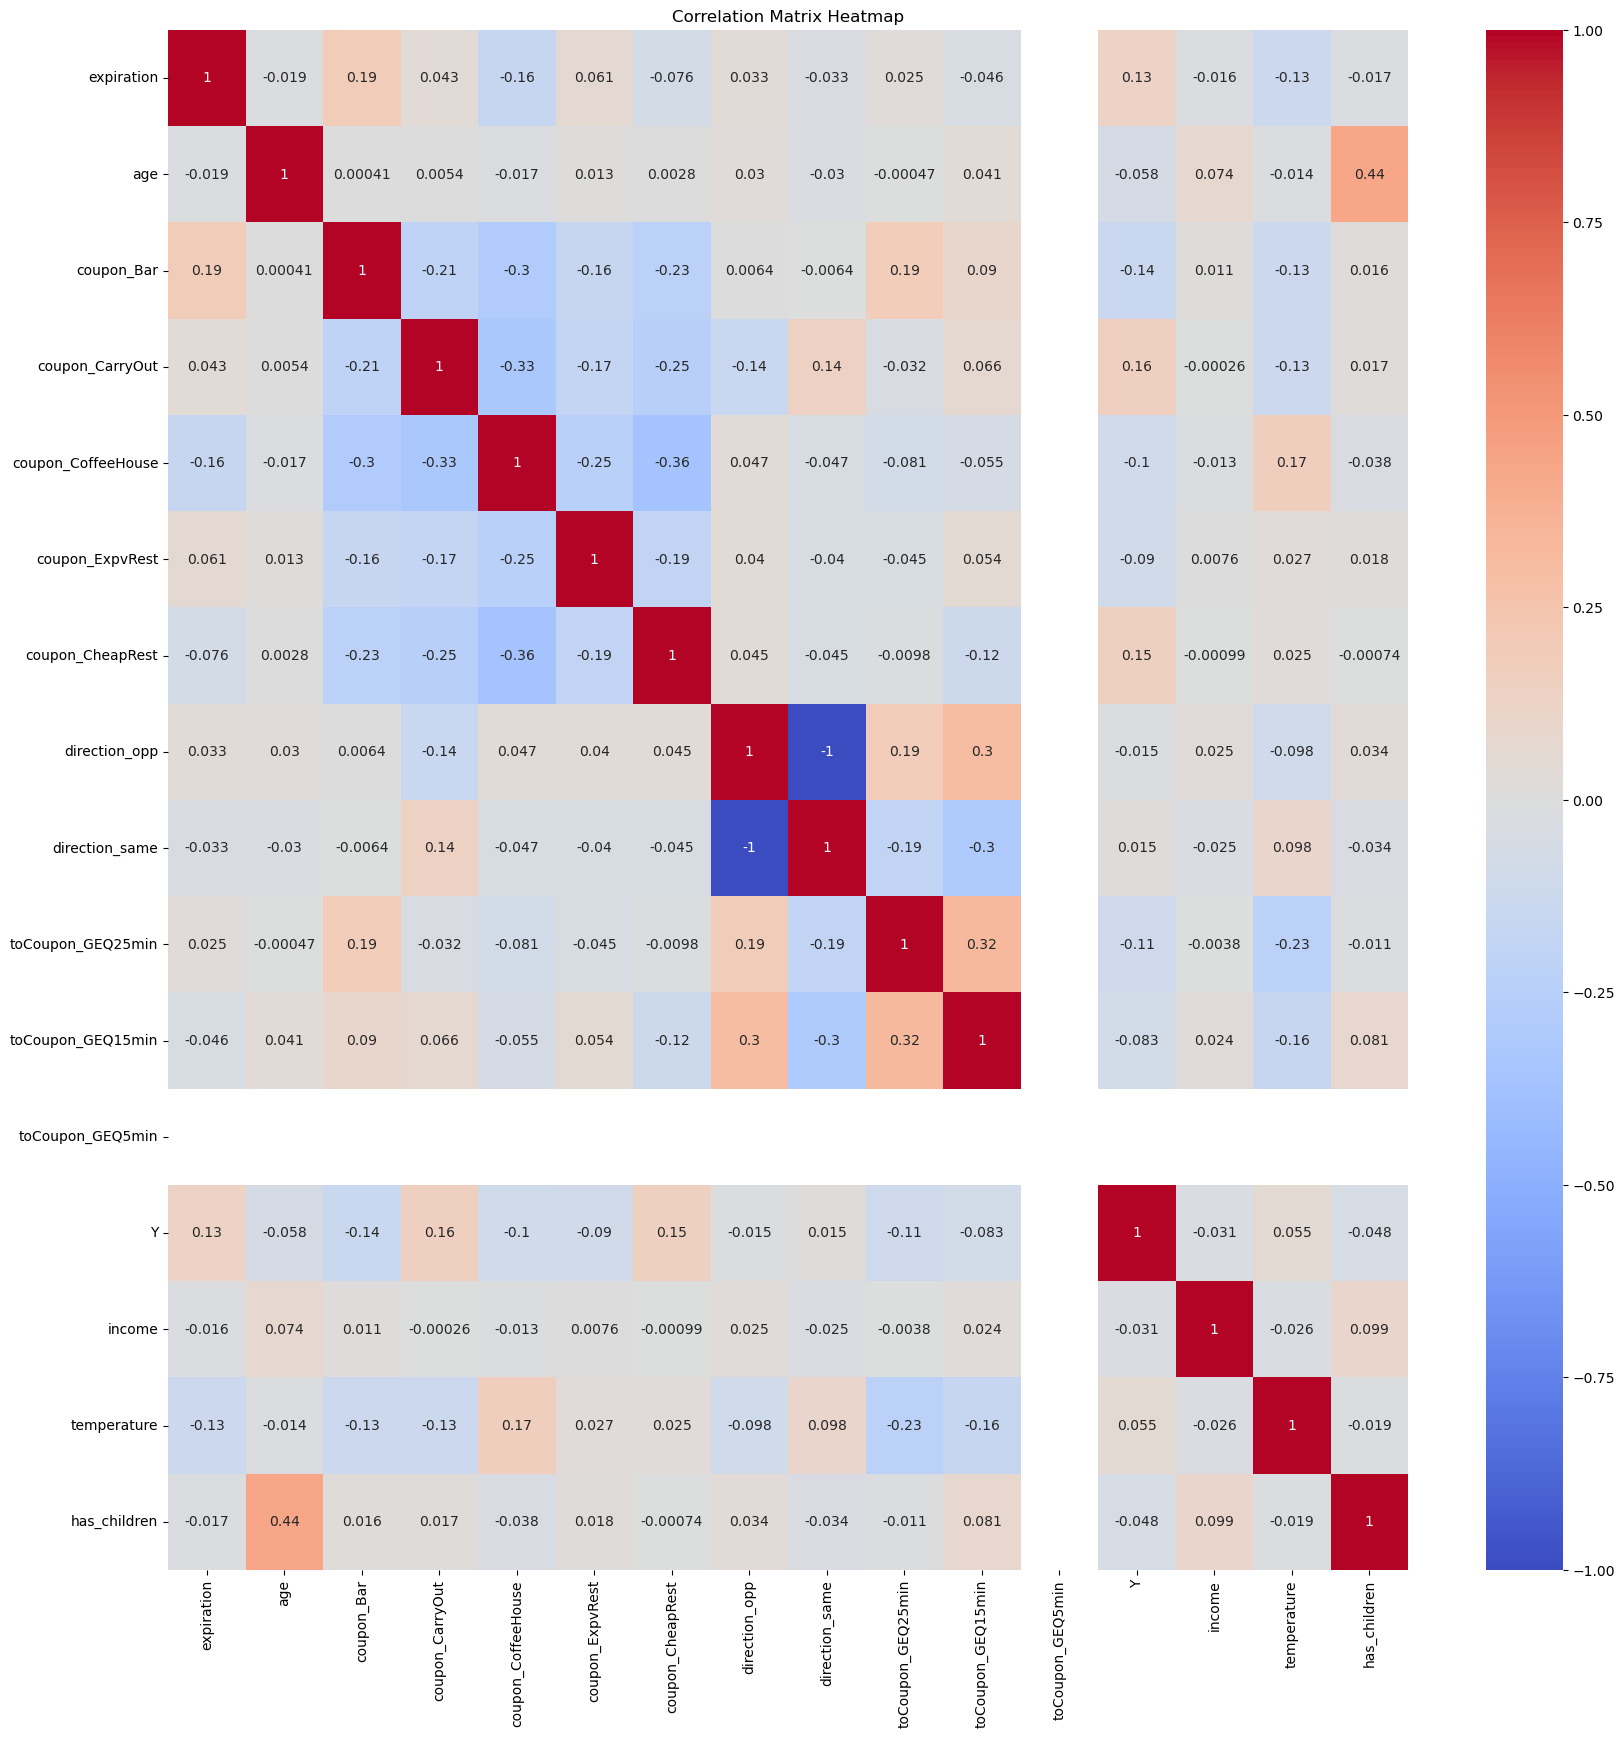 Correlation Matrix Heatmap
expiration 1 -0.019 0.19 0.043 -0.16 0.061 -0.076 0.033 -0.033 0.025 -0.046 0.13 -0.016 -0.13 -0.017
age -0.019 1 0.00041 0.0054 -0.017 0.013 0.0028 0.03 -0.03 -0.00047 0.041 -0.058 0.074 -0.014 0.44
coupon_Bar 0.19 0.00041 1 -0.21 -0.3 -0.16 -0.23 0.0064 -0.0064 0.19 0.09 -0.14 0.011 -0.13 0.016
coupon_CarryOut 0.043 0.0054 -0.21 1 -0.33 -0.17 -0.25 -0.14 0.14 -0.032 0.066 0.16 -0.00026 -0.13 0.017
coupon_CoffeeHouse -0.16 -0.017 -0.3 -0.33 1 -0.25 -0.36 0.047 -0.047 -0.081 -0.055 -0.1 -0.013 0.17 -0.038
coupon_ExpvRest 0.061 0.013 -0.16 -0.17 -0.25 1 -0.19 0.04 -0.04 -0.045 0.054 -0.09 0.0076 0.027 0.018
coupon_CheapRest -0.076 0.0028 -0.23 -0.25 -0.36 -0.19 1 0.045 -0.045 -0.0098 -0.12 0.15 -0.00099 0.025 -0.00074
direction_opp 0.033 0.03 0.0064 -0.14 0.047 0.04 0.045 1 -1 0.19 0.3 -0.015 0.025 -0.098 0.034
direction_same -0.033 -0.03 -0.0064 0.14 -0.047 -0.04 -0.045 -1 1 -0.19 -0.3 0.015 -0.025 0.098 -0.034
toCoupon_GEQ25min 0.025 -0.00047 0.19 -0.032 -0.081 -0.045 -0.0098 0.19 -0.19 1 0.32 -0.11 -0.0038 -0.23 -0.011
toCoupon_GEQ15min -0.046 0.041 0.09 0.066 -0.055 0.054 -0.12 0.3 -0.3 0.32 1 -0.083 0.024 -0.16 0.081
toCoupon_GEQ5min
Y 0.13 -0.058 -0.14 0.16 -0.1 -0.09 0.15 -0.015 0.015 -0.11 -0.083 1 -0.031 0.055 -0.048
income -0.016 0.074 0.011 -0.00026 -0.013 0.0076 -0.00099 0.025 -0.025 -0.0038 0.024 -0.031 1 -0.026 0.099
temperature -0.13 -0.014 -0.13 -0.13 0.17 0.027 0.025 -0.098 0.098 -0.23 -0.16 0.055 -0.026 1 -0.019
has_children -0.017 0.44 0.016 0.017 -0.038 0.018 -0.00074 0.034 -0.034 -0.011 0.081 -0.048 0.099 -0.019 1
expiration
age
coupon_Bar
coupon_CarryOut
coupon_CoffeeHouse
coupon_ExpvRest
coupon_CheapRest
direction_opp
direction_same
toCoupon_GEQ25min
toCoupon_GEQ15min
toCoupon_GEQ5min
Y
income
temperature
has_children
1.00
0.75
0.50
0.25
0.00
−0.25
−0.50
−0.75
−1.00